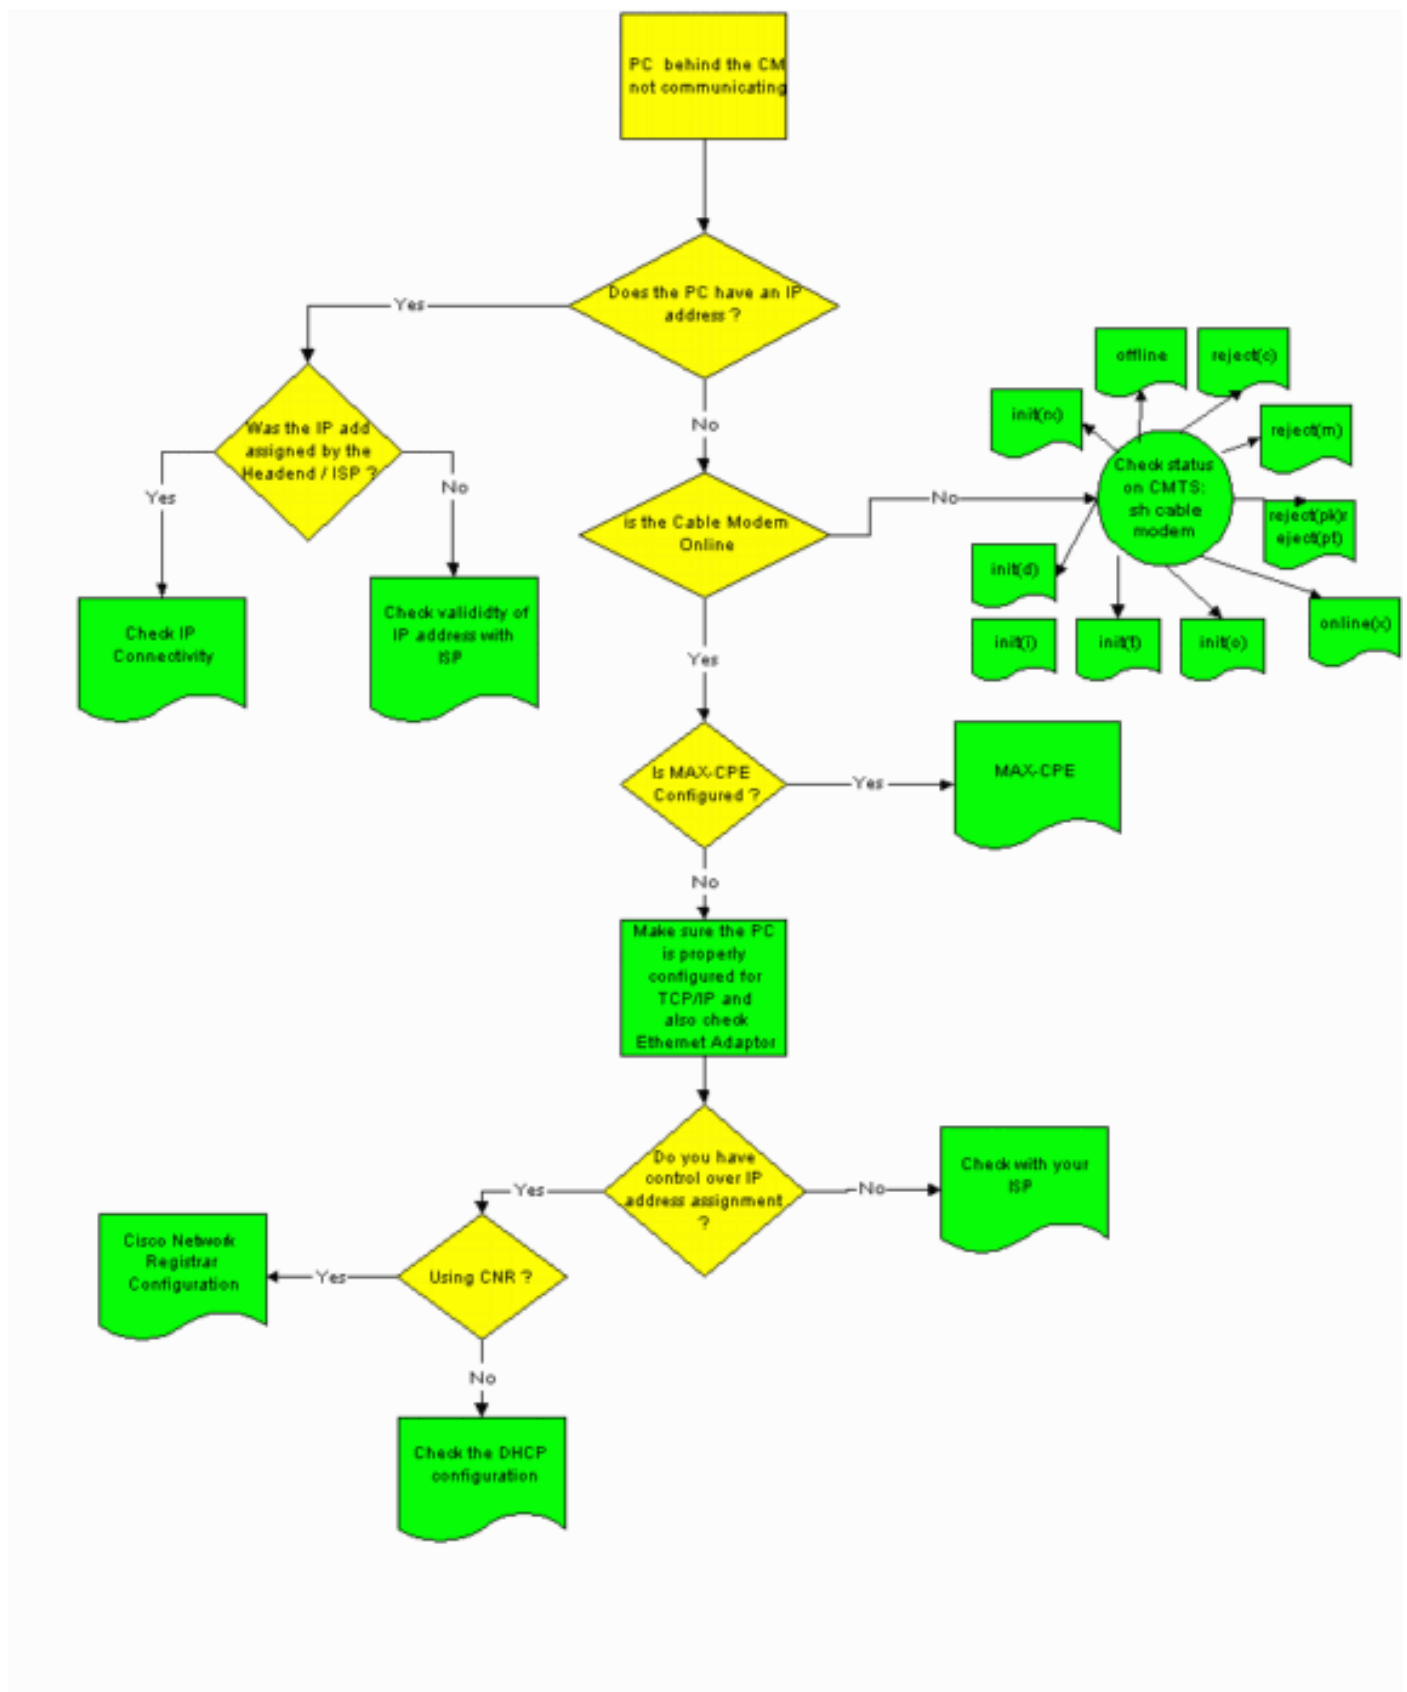 PC behind the CM
not communicating
Does the PC have an IP
address ?
Yes
No
Was the IP add
assigned by the
Headend / ISP ?
Yes
No
Check IP
Connectivity
Check valididty of
IP address with
ISP
is the Cable Modem
Online
No
Yes
Check status
on CMTS:
sh cable
modem
offline
reject(c)
reject(m)
reject(pk)r
eject(pt)
online(x)
init(o)
init(t)
init(i)
init(d)
Is MAX-CPE
Configured ?
Yes
MAX-CPE
No
Make sure the PC
is properly
configured for
TCP/IP and
also check
Ethernet Adaptor
Do you have
control over IP
address assignment
?
No
Check with your
ISP
Yes
Using CNR ?
Yes
Cisco Network
Registrar
Configuration
No
Check the DHCP
configuration